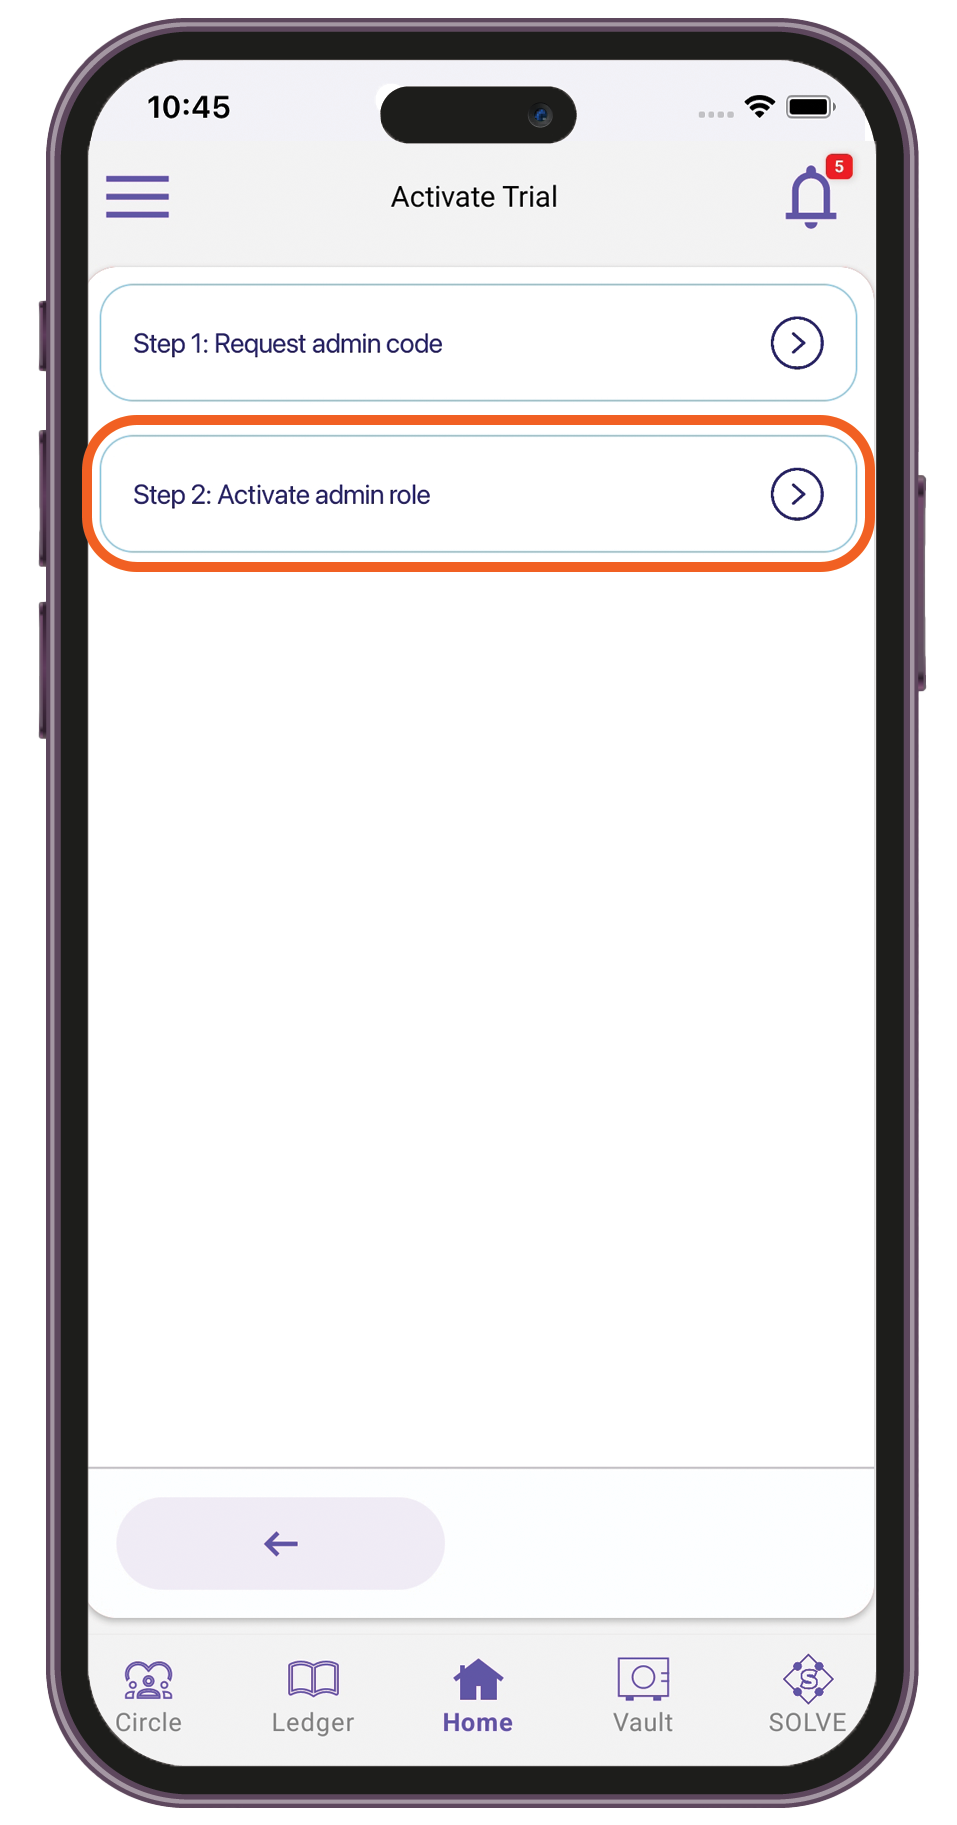 10:45
5
Activate Trial
Step 1: Request admin code
Step 2: Activate admin role
Circle
Ledger
Home
Vault
S
SOLVE